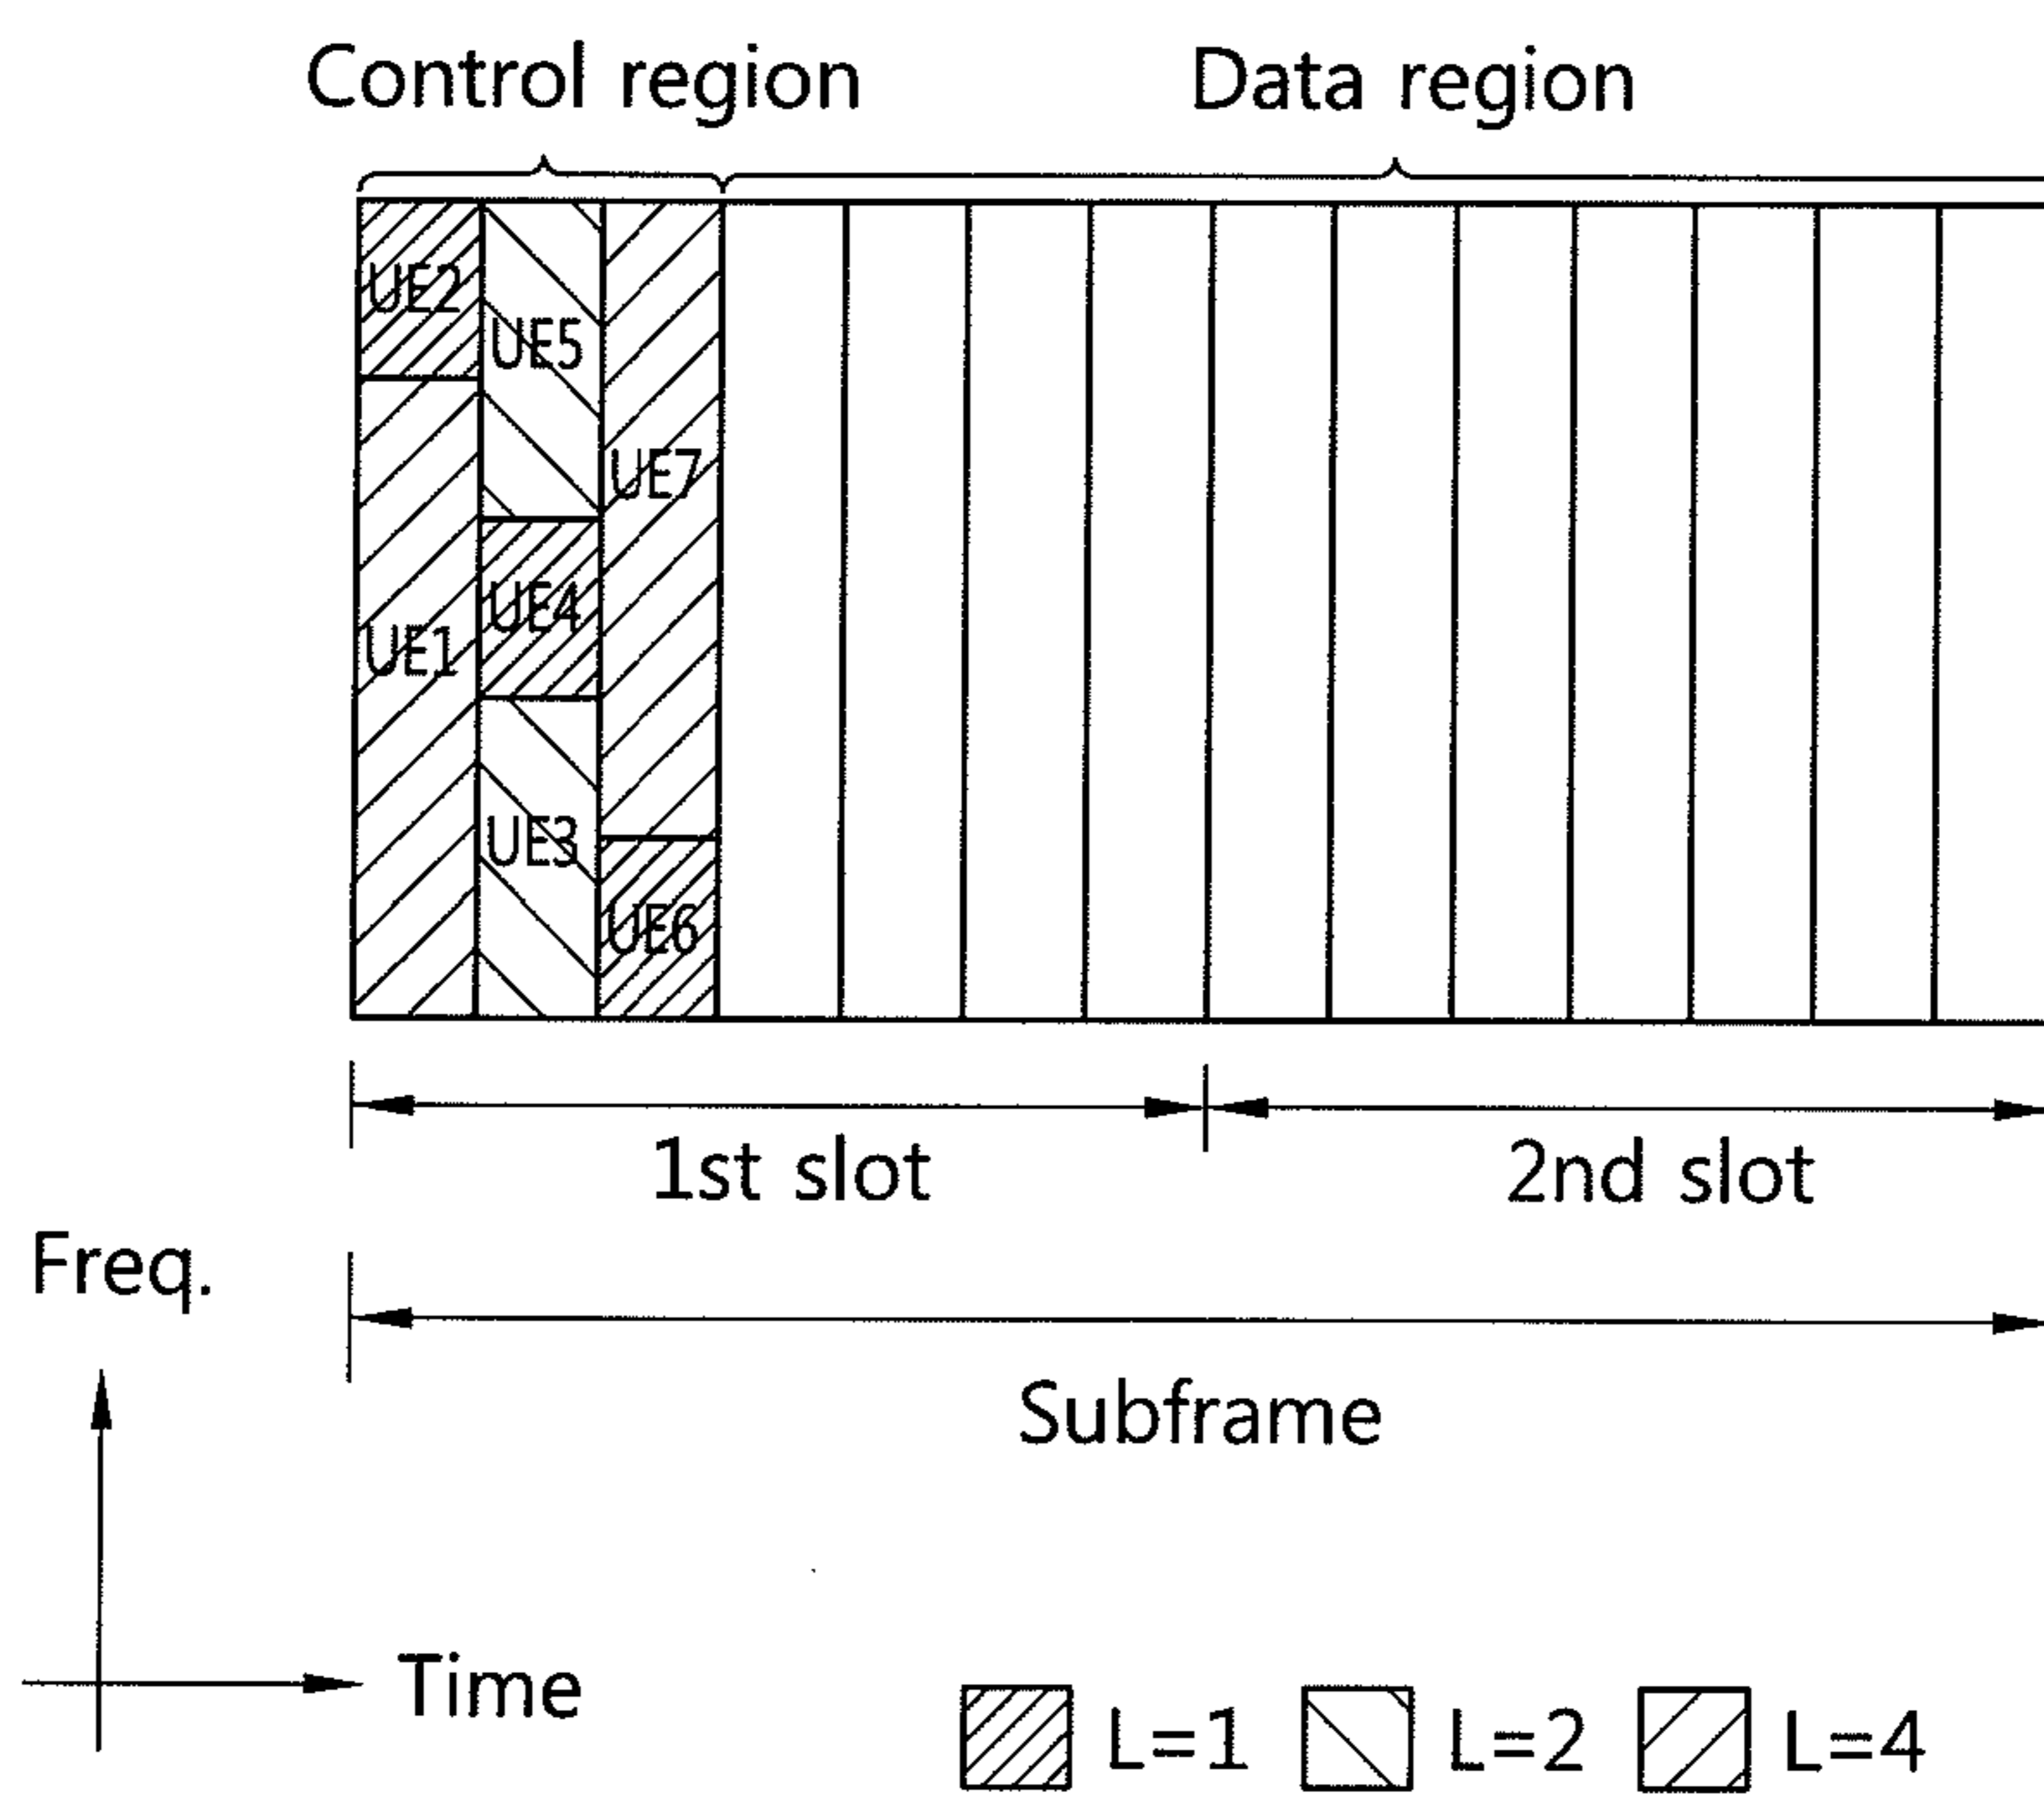 Control region
Data region
UE2
UE5
UE7
UE4
UE1
UE3
UE6
1st slot
2nd slot
Freq.
Subframe
Time
L=1
L=2
L=4